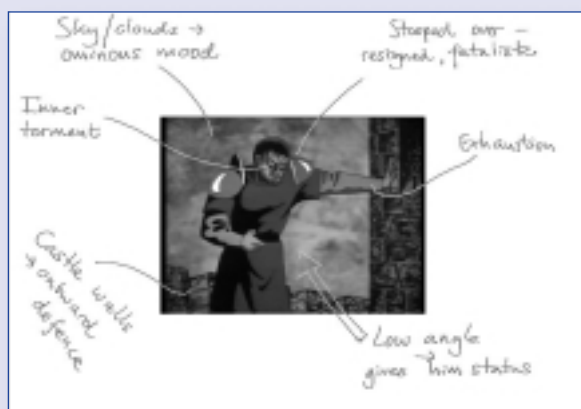 Sky/clouds →
ominous mood
Stooped over –
resigned, fatalistic
Inner
torment
Exhaustion
Castle walls
→ outward
defence
Low angle
gives him status